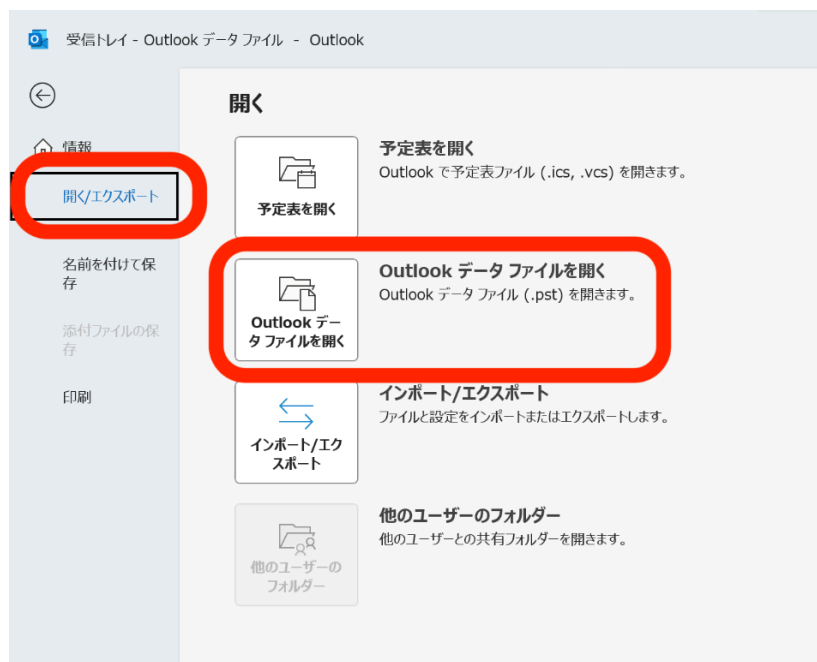 受信トレイ - Outlook データ ファイル - Outlook
情報
開く/エクスポート
名前を付けて保
存
添付ファイルの保
存
印刷
開く
予定表を開く
予定表を開く
Outlook で予定表ファイル (.ics, .vcs) を開きます。
Outlook デー
タ ファイルを開く
Outlook データ ファイルを開く
Outlook データ ファイル (.pst) を開きます。
インポート/エク
スポート
インポート/エクスポート
ファイルと設定をインポートまたはエクスポートします。
他のユーザーの
フォルダー
他のユーザーのフォルダー
他のユーザーとの共有フォルダーを開きます。